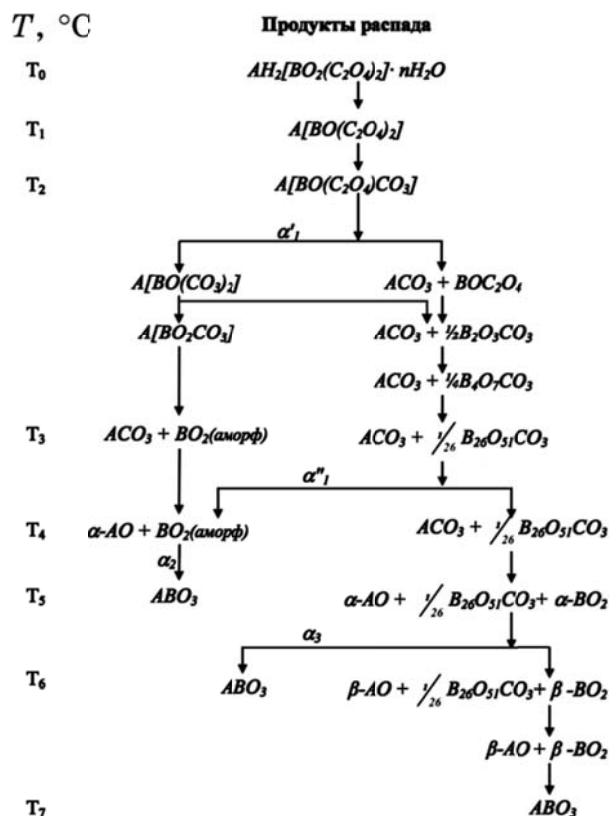 T, °C Продукты распада
T₀ AH₂[BO₂(C₂O₄)₂]· nH₂O
T₁ A[BO(C₂O₄)₂]
T₂ A[BO(C₂O₄)CO₃]
α'₁
A[BO(CO₃)₂] ACO₃ + BOC₂O₄
A[BO₂CO₃] ACO₃ + ½B₂O₃CO₃
ACO₃ + ¼B₄O₇CO₃
T₃ ACO₃ + BO₂(аморф) ACO₃ + 1/26 B₂₆O₅₁CO₃
α''₁
T₄ α-AO + BO₂(аморф) ACO₃ + 1/26 B₂₆O₅₁CO₃
α₂
T₅ ABO₃ α-AO + 1/26 B₂₆O₅₁CO₃+ α-BO₂
α₃
T₆ ABO₃ β-AO + 1/26 B₂₆O₅₁CO₃+ β -BO₂
β-AO + β -BO₂
T₇ ABO₃